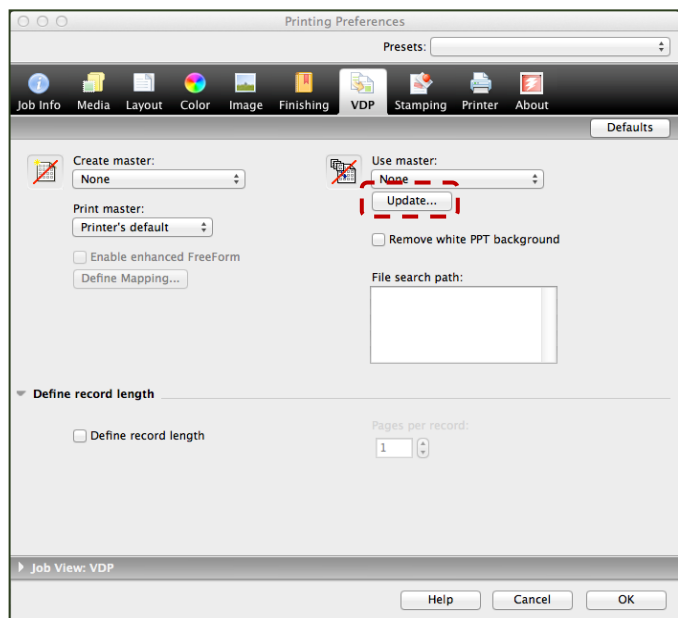 Printing Preferences
Presets:
Job Info Media Layout Color Image Finishing VDP Stamping Printer About
Defaults
Create master:
None
Print master:
Printer's default
Enable enhanced FreeForm
Define Mapping...
Use master:
None
Update...
Remove white PPT background
File search path:
Define record length
Define record length
Pages per record:
1
Job View: VDP
Help Cancel OK